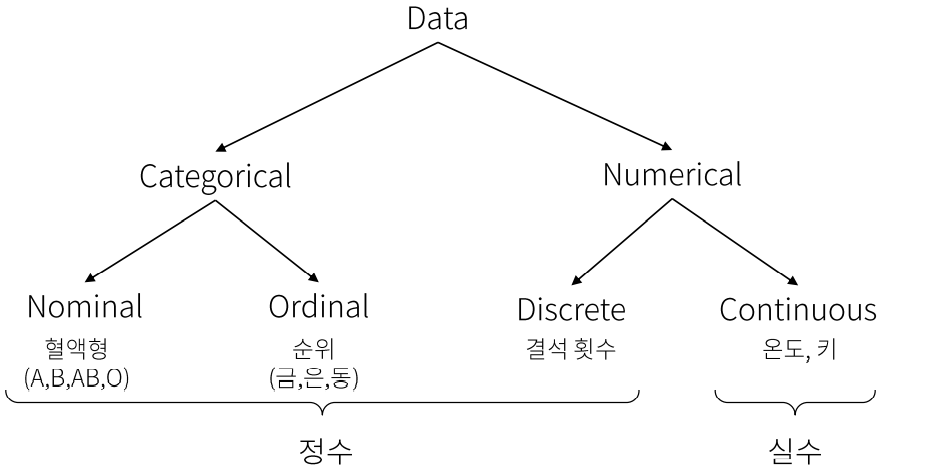 Data
Categorical
Numerical
Nominal
Ordinal
Discrete
Continuous
혈액형
(A,B,AB,O)
순위
(금,은,동)
결석 횟수
온도, 키
정수
실수